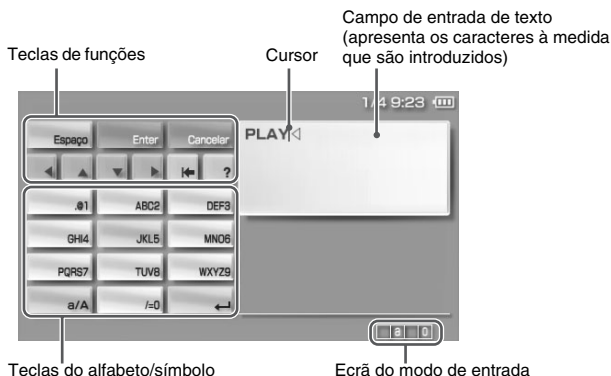 Campo de entrada de texto
(apresenta os caracteres à medida
que são introduzidos)
Teclas de funções
Cursor
1/4 9:23
Espaço Enter Cancelar
PLAY
?
.@1 ABC2 DEF3
GHI4 JKL5 MNO6
PQRS7 TUV8 WXYZ9
a/A /=0
a 0
Teclas do alfabeto/símbolo
Ecrã do modo de entrada